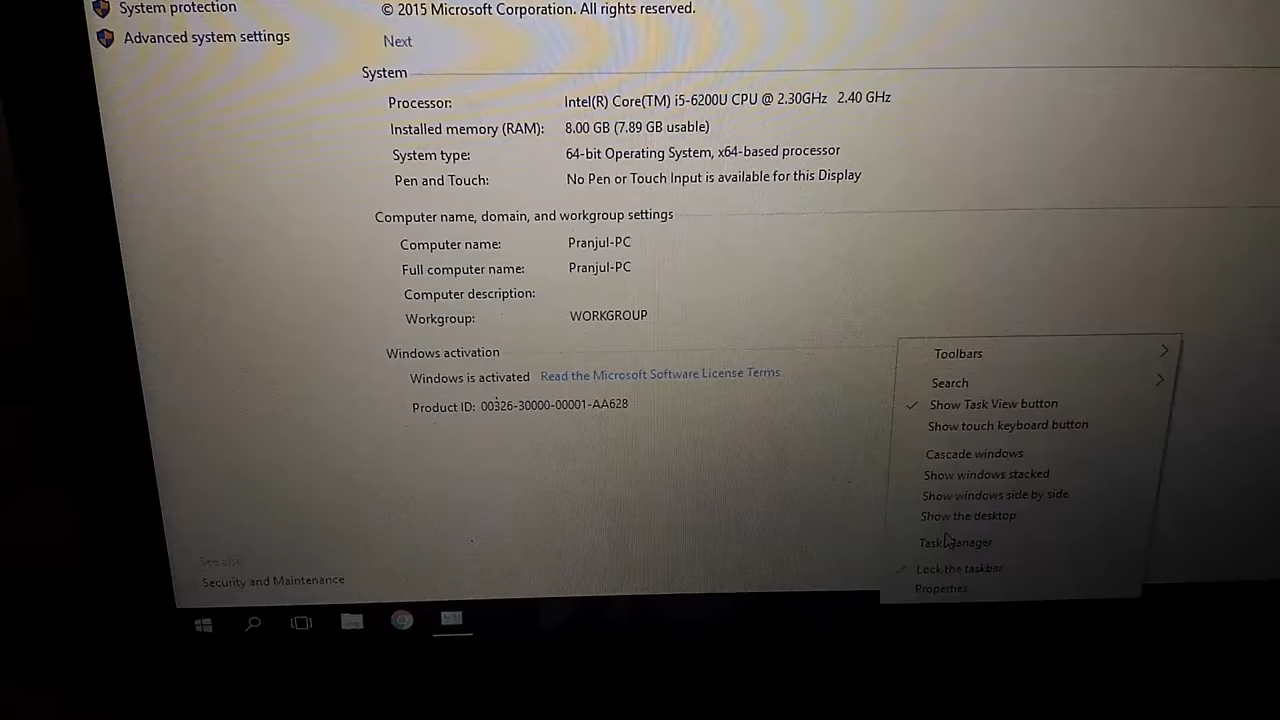 System protection
Advanced system settings
© 2015 Microsoft Corporation. All rights reserved.
Next
System
Processor: Intel(R) Core(TM) i5-6200U CPU @ 2.30GHz 2.40 GHz
Installed memory (RAM): 8.00 GB (7.89 GB usable)
System type: 64-bit Operating System, x64-based processor
Pen and Touch: No Pen or Touch Input is available for this Display
Computer name, domain, and workgroup settings
Computer name: Pranjul-PC
Full computer name: Pranjul-PC
Computer description:
Workgroup: WORKGROUP
Windows activation
Windows is activated Read the Microsoft Software License Terms
Product ID: 00326-30000-00001-AA628
See also
Security and Maintenance
Toolbars
Search
Show Task View button
Show touch keyboard button
Cascade windows
Show windows stacked
Show windows side by side
Show the desktop
Task Manager
Lock the taskbar
Properties